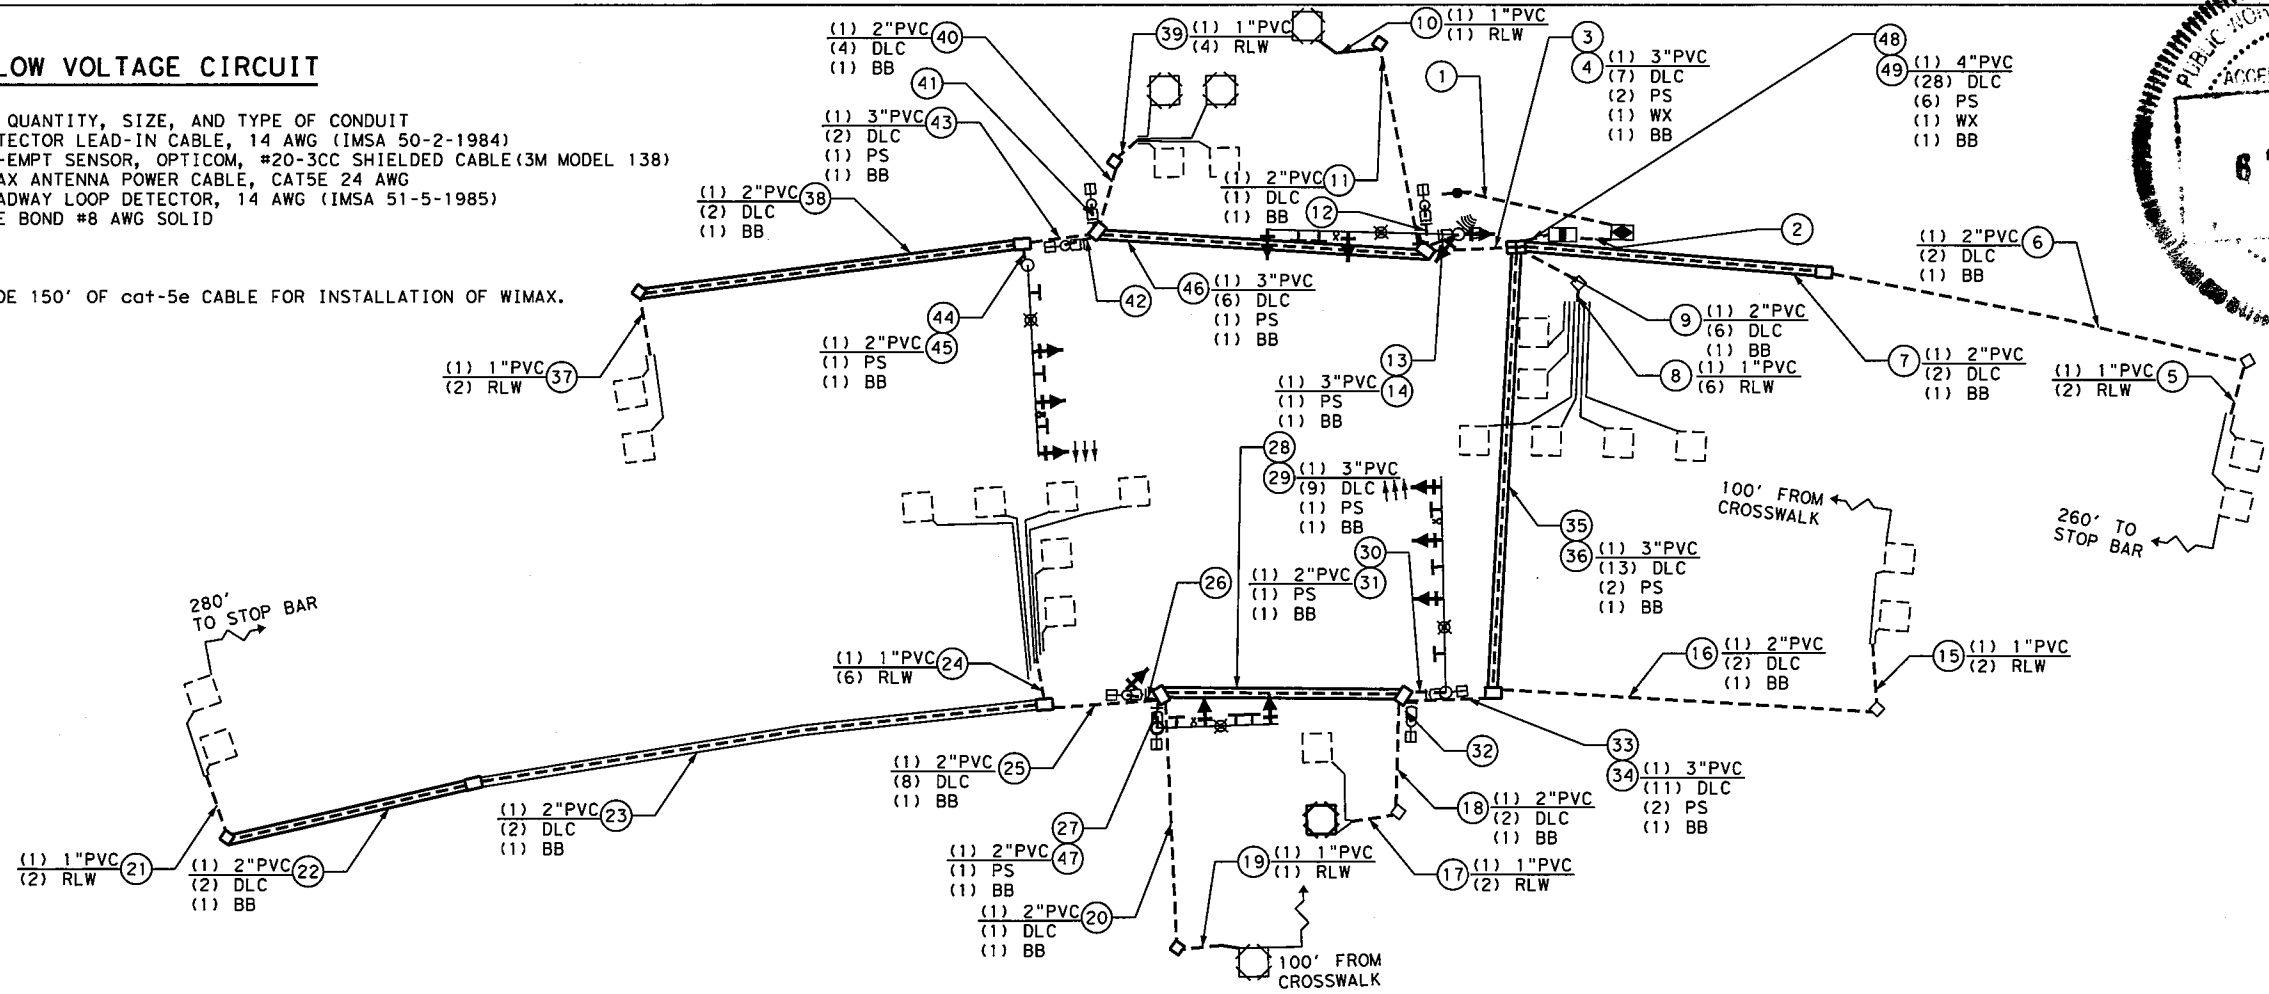 LOW VOLTAGE CIRCUIT
QUANTITY, SIZE, AND TYPE OF CONDUIT
TECTOR LEAD-IN CABLE, 14 AWG (IMSA 50-2-1984)
-EMPT SENSOR, OPTICOM, #20-3CC SHIELDED CABLE(3M MODEL 138)
AX ANTENNA POWER CABLE, CAT5E 24 AWG
ADWAY LOOP DETECTOR, 14 AWG (IMSA 51-5-1985)
E BOND #8 AWG SOLID
DE 150' OF cat-5e CABLE FOR INSTALLATION OF WIMAX.
(1) 2"PVC 40
(4) DLC
(1) BB
41
(1) 3"PVC 43
(2) DLC
(1) PS
(1) BB
(1) 2"PVC 38
(2) DLC
(1) BB
39 (1) 1"PVC
(4) RLW
10 (1) 1"PVC
(1) RLW
1
(1) 2"PVC 11
(1) DLC
(1) BB
12
3
4 (1) 3"PVC
(7) DLC
(2) PS
(1) WX
(1) BB
48
49 (1) 4"PVC
(28) DLC
(6) PS
(1) WX
(1) BB
PUBLIC
6
2
(1) 2"PVC 6
(2) DLC
(1) BB
42
46 (1) 3"PVC
(6) DLC
(1) PS
(1) BB
44
(1) 2"PVC 45
(1) PS
(1) BB
(1) 1"PVC 37
(2) RLW
13
(1) 3"PVC 14
(1) PS
(1) BB
9 (1) 2"PVC
(6) DLC
(1) BB
8 (1) 1"PVC
(6) RLW
7 (1) 2"PVC
(2) DLC
(1) BB
(1) 1"PVC 5
(2) RLW
28
29 (1) 3"PVC
(9) DLC
(1) PS
(1) BB
30
(1) 2"PVC 31
(1) PS
(1) BB
26
35
36 (1) 3"PVC
(13) DLC
(2) PS
(1) BB
100' FROM
CROSSWALK
260' TO
STOP BAR
280'
TO STOP BAR
(1) 1"PVC 24
(6) RLW
16 (1) 2"PVC
(2) DLC
(1) BB
15 (1) 1"PVC
(2) RLW
(1) 2"PVC 25
(8) DLC
(1) BB
32
33
34 (1) 3"PVC
(11) DLC
(2) PS
(1) BB
18 (1) 2"PVC
(2) DLC
(1) BB
(1) 2"PVC 23
(2) DLC
(1) BB
27
(1) 2"PVC 47
(1) PS
(1) BB
(1) 1"PVC 21
(2) RLW
(1) 2"PVC 22
(2) DLC
(1) BB
19 (1) 1"PVC
(1) RLW
17 (1) 1"PVC
(2) RLW
(1) 2"PVC 20
(1) DLC
(1) BB
100' FROM
CROSSWALK